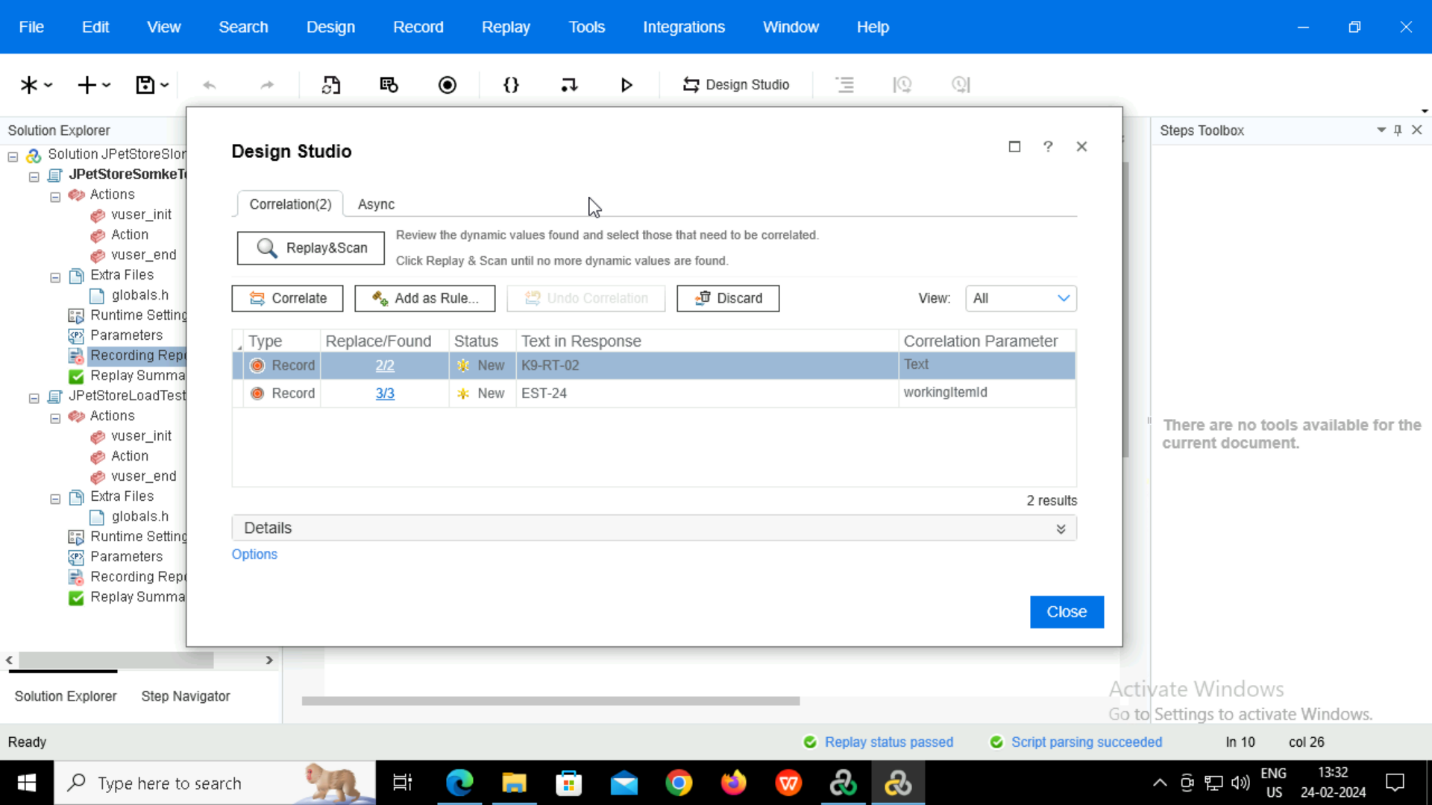 File Edit View Search Design Record Replay Tools Integrations Window Help
Design Studio
Solution Explorer
Solution JPetStoreSlor
JPetStoreSomkeTe
Actions
vuser_init
Action
vuser_end
Extra Files
globals.h
Runtime Setting
Parameters
Recording Repo
Replay Summa
JPetStoreLoadTest
Actions
vuser_init
Action
vuser_end
Extra Files
globals.h
Runtime Setting
Parameters
Recording Repo
Replay Summa
Solution Explorer Step Navigator
Design Studio
?
Correlation(2) Async
Replay&Scan
Review the dynamic values found and select those that need to be correlated.
Click Replay & Scan until no more dynamic values are found.
Correlate Add as Rule... Undo Correlation Discard View: All
Type Replace/Found Status Text in Response Correlation Parameter
Record 2/2 New K9-RT-02 Text
Record 3/3 New EST-24 workingItemId
2 results
Details
Options
Close
Steps Toolbox
There are no tools available for the
current document.
Activate Windows
Go to Settings to activate Windows.
Ready Replay status passed Script parsing succeeded ln 10 col 26
Type here to search
ENG
US
13:32
24-02-2024